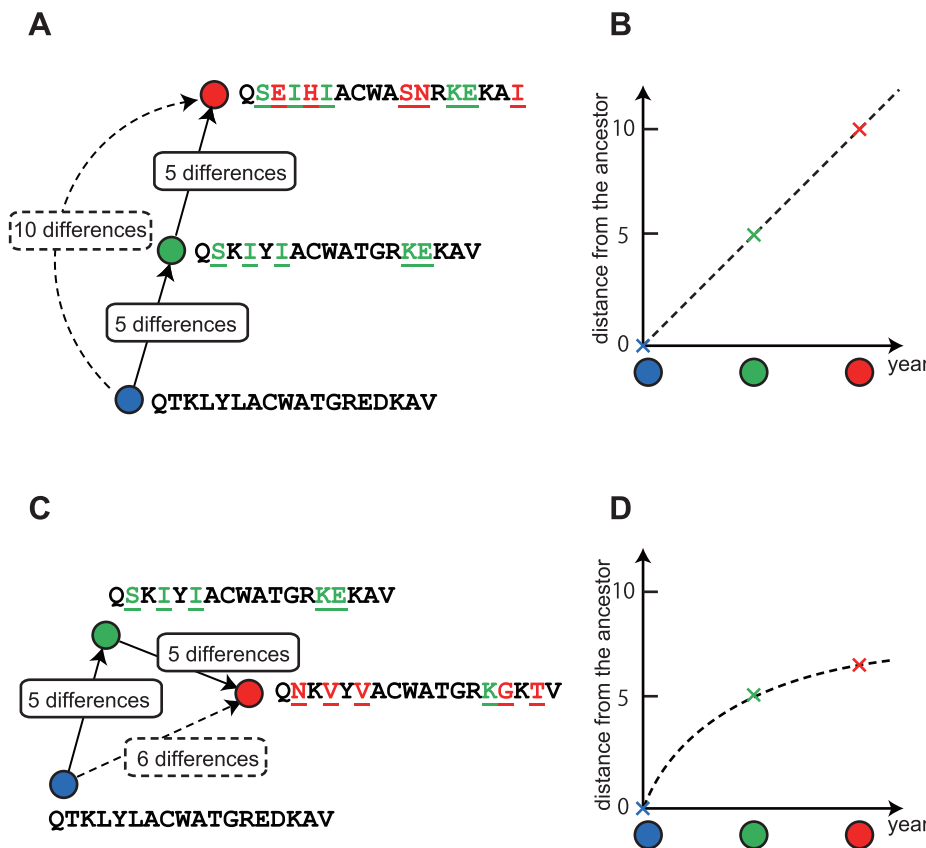 A
B
QSEIHIACWASNRKEKAI
5 differences
10 differences
QSKIYIACWATGRKEKAV
5 differences
QTKLYLACWATGREDKAV
distance from the ancestor
10
5
0
year
C
D
QSKIYIACWATGRKEKAV
5 differences
5 differences
QNKVYVACWATGRKGKTV
6 differences
QTKLYLACWATGREDKAV
distance from the ancestor
10
5
0
year